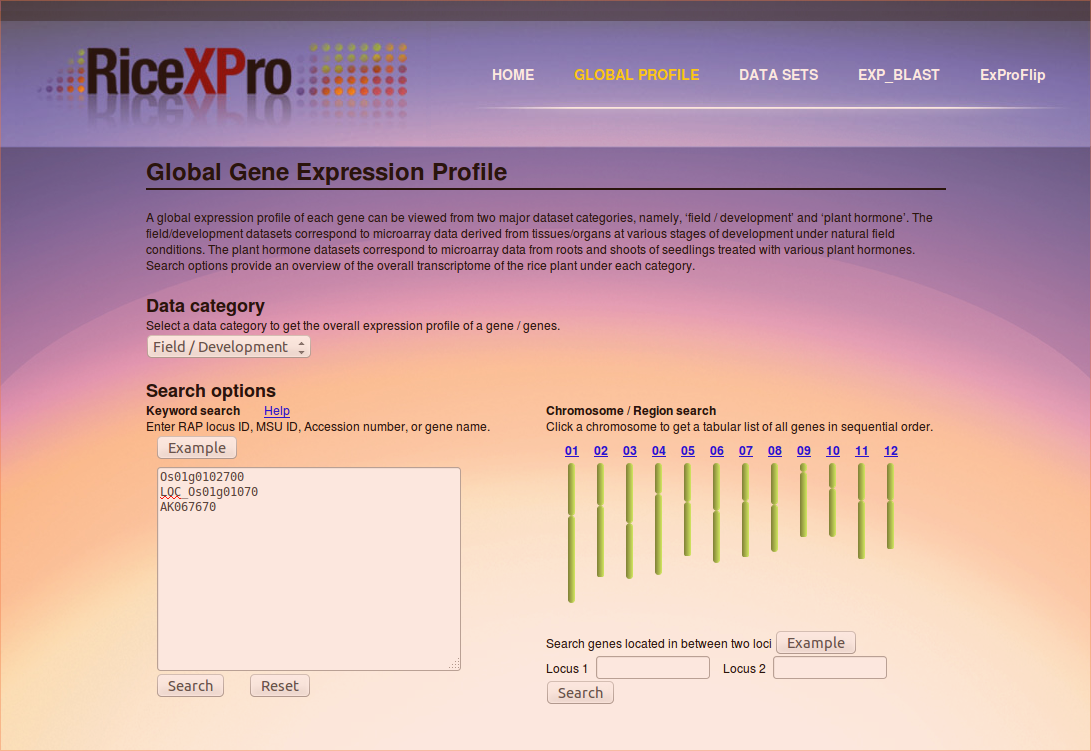 RiceXPro
HOME GLOBAL PROFILE DATA SETS EXP_BLAST ExProFlip
Global Gene Expression Profile
A global expression profile of each gene can be viewed from two major dataset categories, namely, ‘field / development’ and ‘plant hormone’. The
field/development datasets correspond to microarray data derived from tissues/organs at various stages of development under natural field
conditions. The plant hormone datasets correspond to microarray data from roots and shoots of seedlings treated with various plant hormones.
Search options provide an overview of the overall transcriptome of the rice plant under each category.
Data category
Select a data category to get the overall expression profile of a gene / genes.
Field / Development
Search options
Keyword search Help
Enter RAP locus ID, MSU ID, Accession number, or gene name.
Example
Os01g0102700
LOC_Os01g01070
AK067670
Search Reset
Chromosome / Region search
Click a chromosome to get a tabular list of all genes in sequential order.
01 02 03 04 05 06 07 08 09 10 11 12
Search genes located in between two loci Example
Locus 1 Locus 2
Search